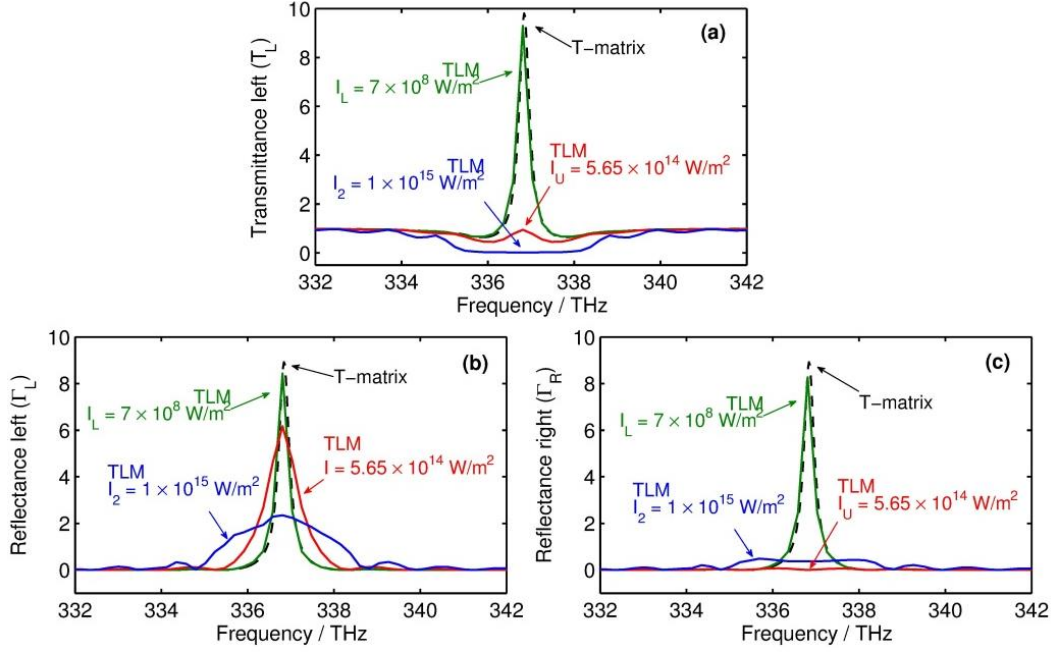 (a)
10
8
6
4
2
0
Transmittance left (T_L)
T−matrix
TLM
I_L = 7 × 10^8 W/m^2
TLM
I_2 = 1 × 10^15 W/m^2
TLM
I_U = 5.65 × 10^14 W/m^2
332 334 336 338 340 342
Frequency / THz
(b)
10
8
6
4
2
0
Reflectance left (Γ_L)
T−matrix
TLM
I_L = 7 × 10^8 W/m^2
TLM
I = 5.65 × 10^14 W/m^2
TLM
I_2 = 1 × 10^15 W/m^2
332 334 336 338 340 342
Frequency / THz
(c)
10
8
6
4
2
0
Reflectance right (Γ_R)
T−matrix
TLM
I_L = 7 × 10^8 W/m^2
TLM
I_2 = 1 × 10^15 W/m^2
TLM
I_U = 5.65 × 10^14 W/m^2
332 334 336 338 340 342
Frequency / THz